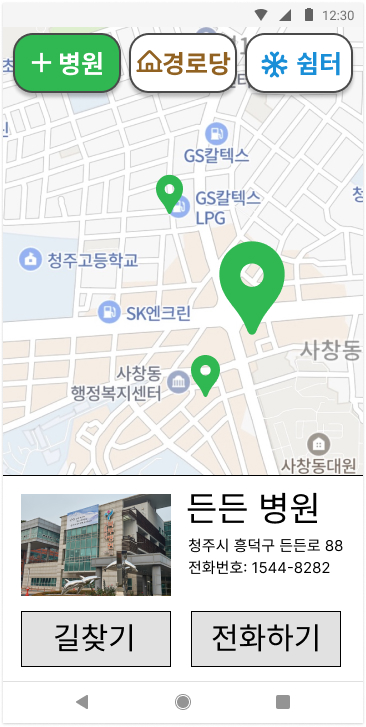 12:30
병원
경로당
쉼터
GS칼텍스
GS칼텍스
LPG
청주고등학교
SK엔크린
사창동
사창동
행정복지센터
사창동대원
든든 병원
청주시 흥덕구 든든로 88
전화번호: 1544-8282
길찾기
전화하기